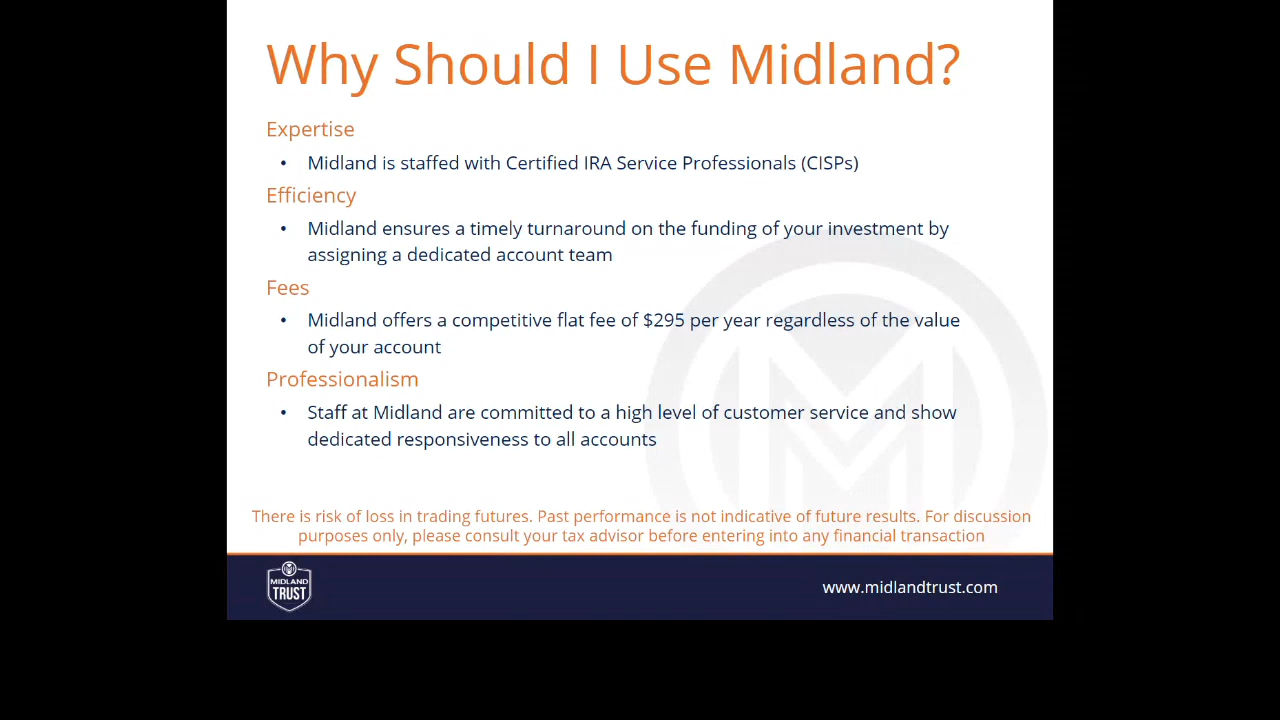 Why Should I Use Midland?
Expertise
• Midland is staffed with Certified IRA Service Professionals (CISPs)
Efficiency
• Midland ensures a timely turnaround on the funding of your investment by
assigning a dedicated account team
Fees
• Midland offers a competitive flat fee of $295 per year regardless of the value
of your account
Professionalism
• Staff at Midland are committed to a high level of customer service and show
dedicated responsiveness to all accounts
There is risk of loss in trading futures. Past performance is not indicative of future results. For discussion
purposes only, please consult your tax advisor before entering into any financial transaction
MIDLAND
TRUST
www.midlandtrust.com